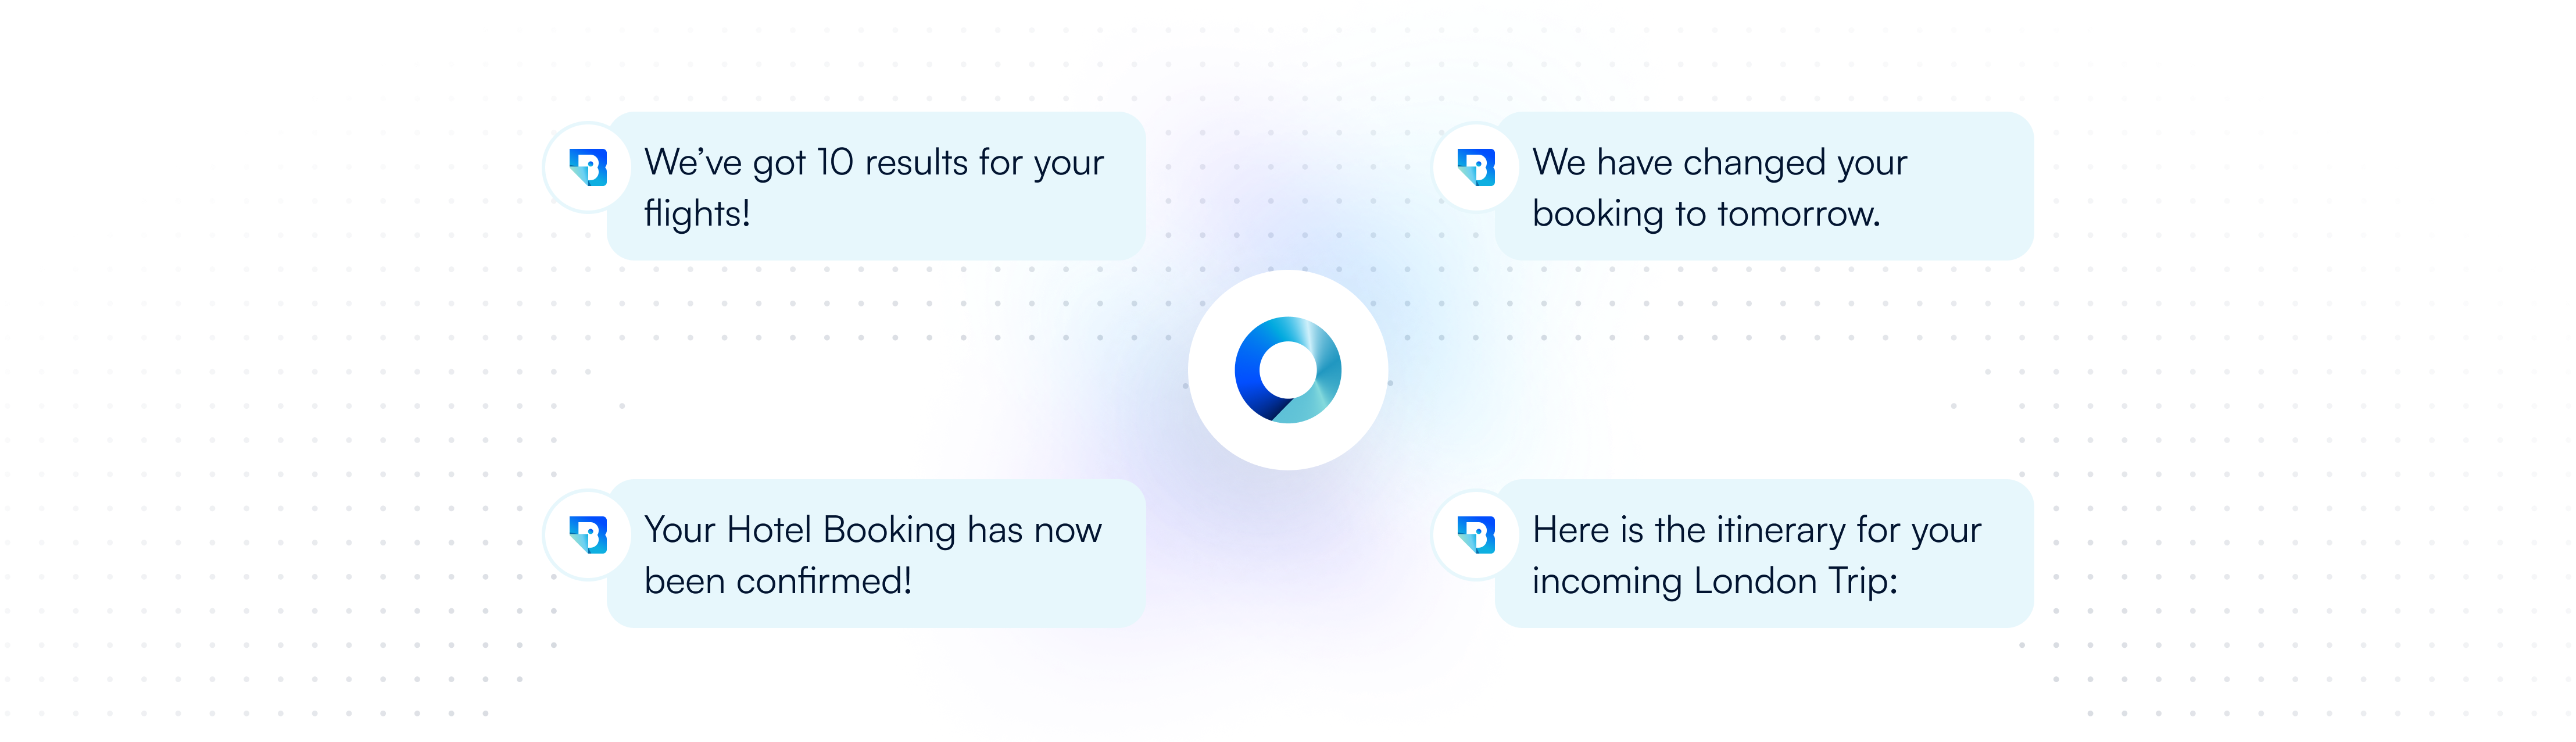 We’ve got 10 results for your
flights!
We have changed your
booking to tomorrow.
Your Hotel Booking has now
been confirmed!
Here is the itinerary for your
incoming London Trip: